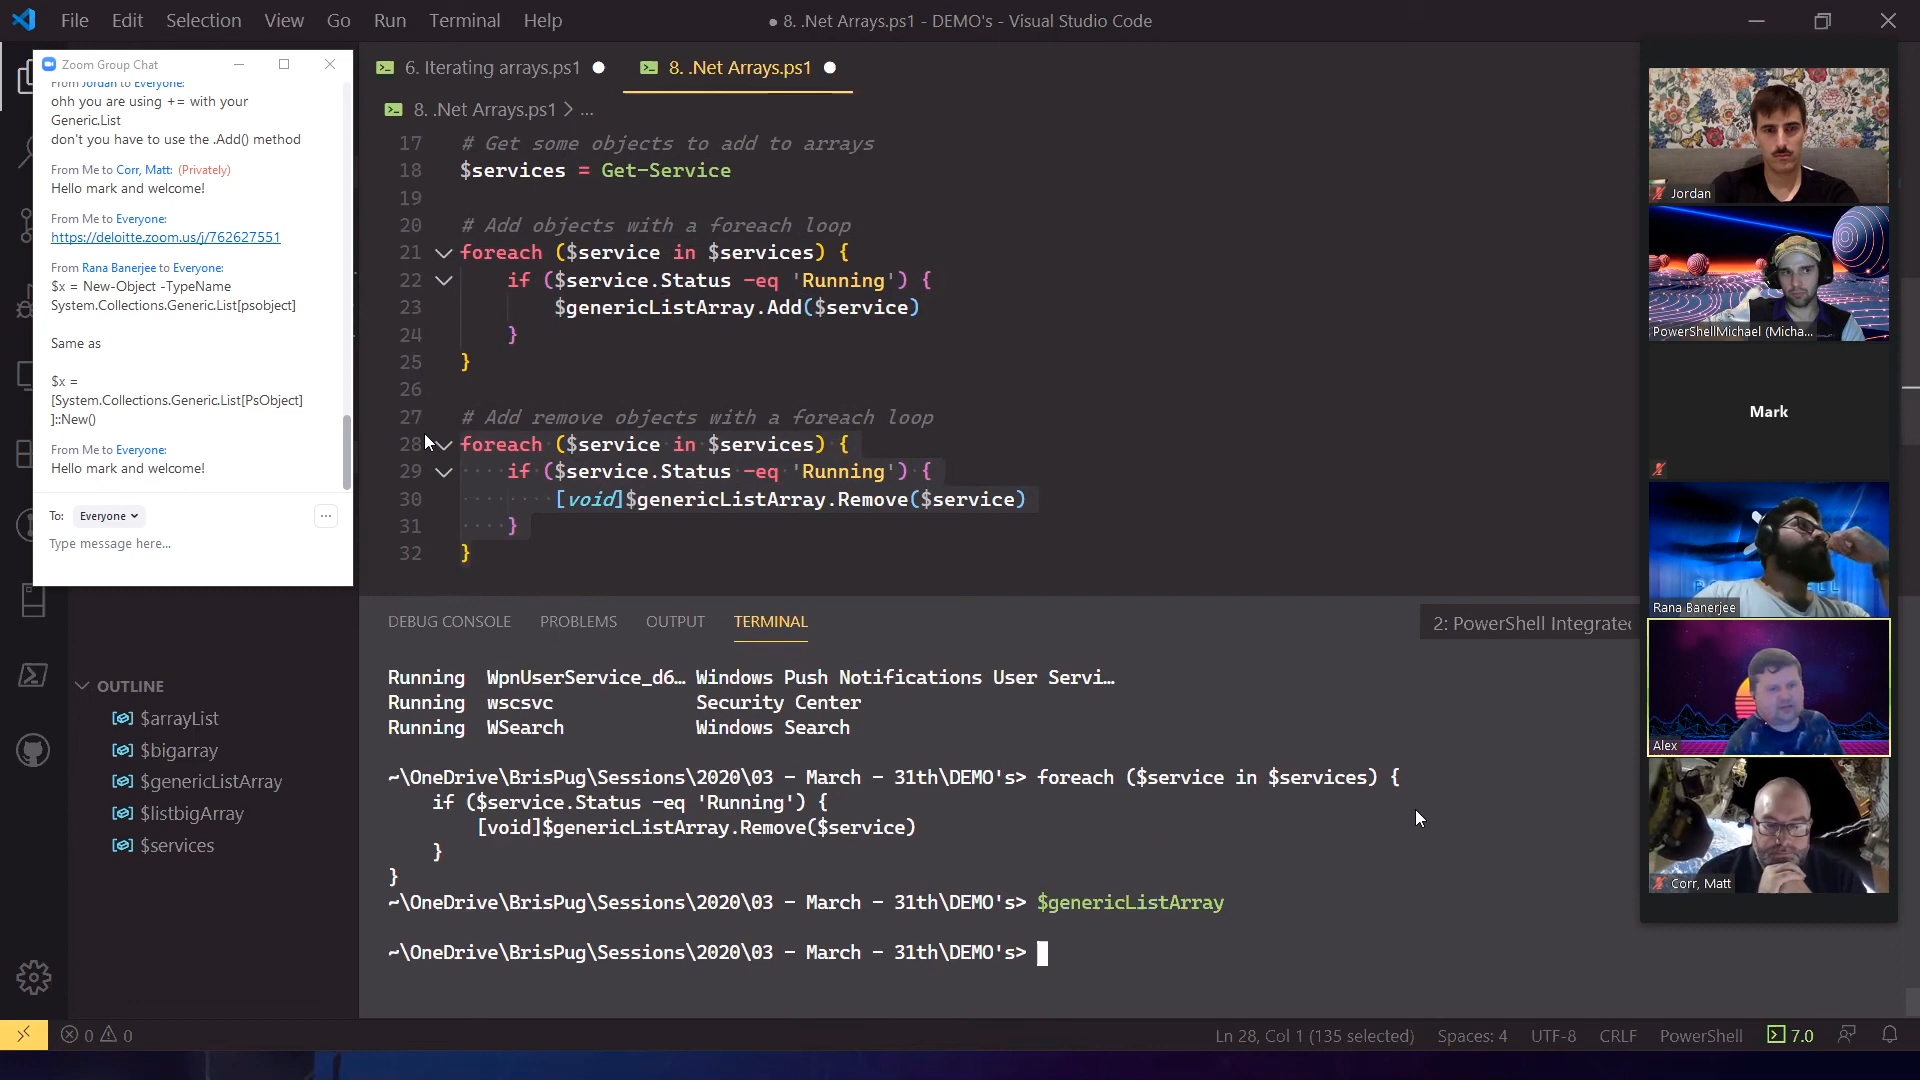 File Edit Selection View Go Run Terminal Help
● 8. .Net Arrays.ps1 - DEMO's - Visual Studio Code
Zoom Group Chat
From Jordan to Everyone:
ohh you are using += with your
Generic.List
don't you have to use the .Add() method
From Me to Corr, Matt: (Privately)
Hello mark and welcome!
From Me to Everyone:
https://deloitte.zoom.us/j/762627551
From Rana Banerjee to Everyone:
$x = New-Object -TypeName
System.Collections.Generic.List[psobject]
Same as
$x =
[System.Collections.Generic.List[PsObject]
]::New()
From Me to Everyone:
Hello mark and welcome!
To: Everyone
...
Type message here...
6. Iterating arrays.ps1 ●
8. .Net Arrays.ps1 ●
8. .Net Arrays.ps1 > ...
17 # Get some objects to add to arrays
18 $services = Get-Service
19
20 # Add objects with a foreach loop
21 foreach ($service in $services) {
22 if ($service.Status -eq 'Running') {
23 $genericListArray.Add($service)
24 }
25 }
26
27 # Add remove objects with a foreach loop
28 foreach ($service in $services) {
29 if ($service.Status -eq 'Running') {
30 [void]$genericListArray.Remove($service)
31 }
32 }
OUTLINE
$arrayList
$bigarray
$genericListArray
$listbigArray
$services
DEBUG CONSOLE PROBLEMS OUTPUT TERMINAL
2: PowerShell Integrated
Running WpnUserService_d6… Windows Push Notifications User Servi…
Running wscsvc Security Center
Running WSearch Windows Search
~\OneDrive\BrisPug\Sessions\2020\03 - March - 31th\DEMO's> foreach ($service in $services) {
if ($service.Status -eq 'Running') {
[void]$genericListArray.Remove($service)
}
}
~\OneDrive\BrisPug\Sessions\2020\03 - March - 31th\DEMO's> $genericListArray
~\OneDrive\BrisPug\Sessions\2020\03 - March - 31th\DEMO's>
Jordan
PowerShellMichael (Micha...
Mark
Rana Banerjee
Alex
Corr, Matt
0 0
Ln 28, Col 1 (135 selected) Spaces: 4 UTF-8 CRLF PowerShell 7.0